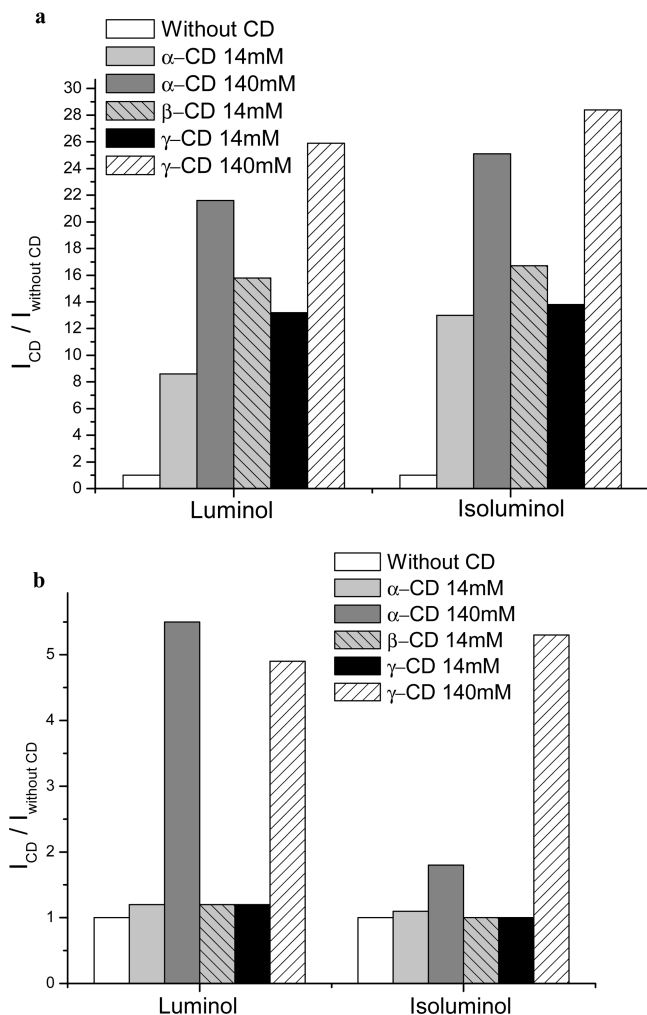 a
Without CD
α–CD 14mM
α–CD 140mM
β–CD 14mM
γ–CD 14mM
γ–CD 140mM
30
28
26
24
22
20
18
16
14
12
10
8
6
4
2
0
I_CD / I_without CD
Luminol
Isoluminol
b
Without CD
α–CD 14mM
α–CD 140mM
β–CD 14mM
γ–CD 14mM
γ–CD 140mM
5
5
4
2
1
0
I_CD / I_without CD
Luminol
Isoluminol